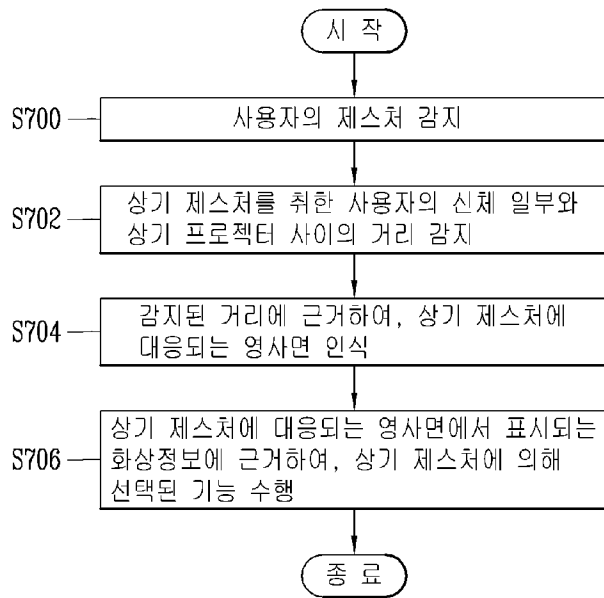 시 작
S700
사용자의 제스처 감지
S702
상기 제스처를 취한 사용자의 신체 일부와
상기 프로젝터 사이의 거리 감지
S704
감지된 거리에 근거하여, 상기 제스처에
대응되는 영사면 인식
S706
상기 제스처에 대응되는 영사면에서 표시되는
화상정보에 근거하여, 상기 제스처에 의해
선택된 기능 수행
종 료